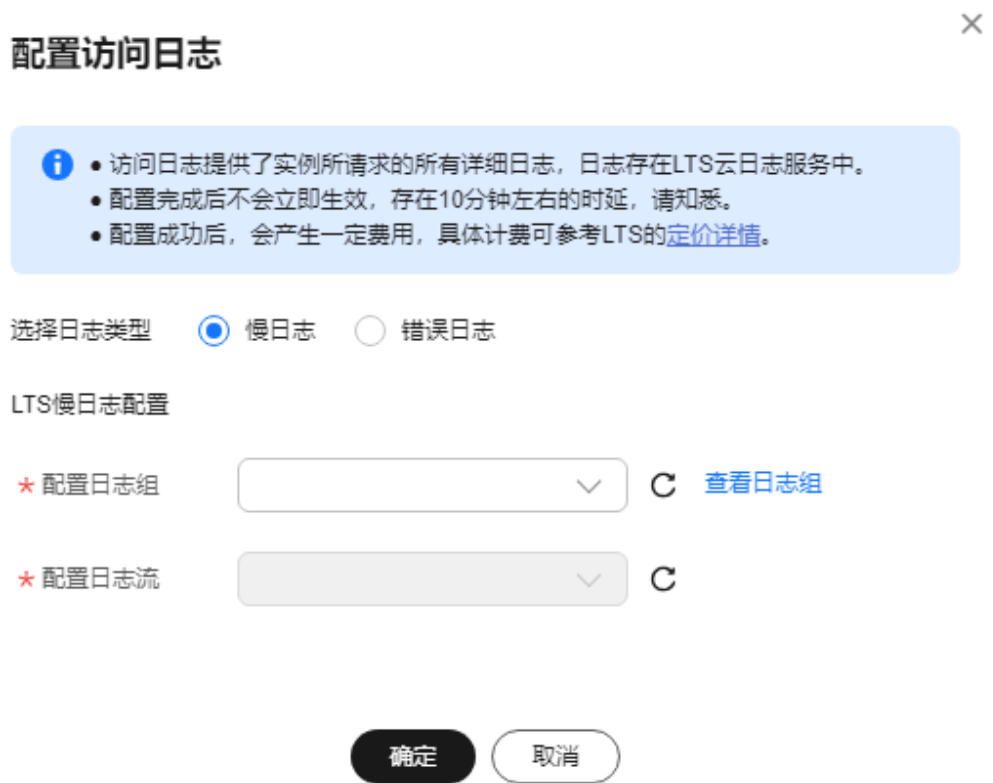 配置访问日志
● 访问日志提供了实例所请求的所有详细日志，日志存在LTS云日志服务中。
● 配置完成后不会立即生效，存在10分钟左右的时延，请知悉。
● 配置成功后，会产生一定费用，具体计费可参考LTS的定价详情。
选择日志类型 慢日志 错误日志
LTS慢日志配置
* 配置日志组 查看日志组
* 配置日志流
确定 取消